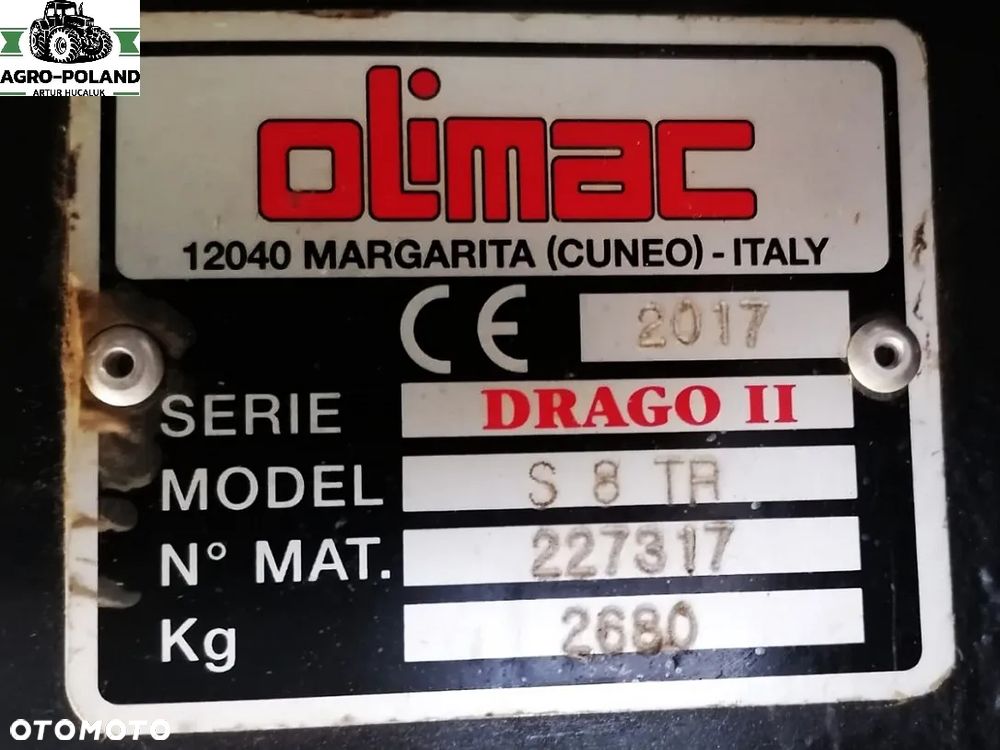 AGRO-POLAND
ARTUR HUCALUK
olimac
12040 MARGARITA (CUNEO) - ITALY
CE 2017
SERIE DRAGO II
MODEL S 8 TR
N° MAT. 227317
Kg 2680
OTOMOTO